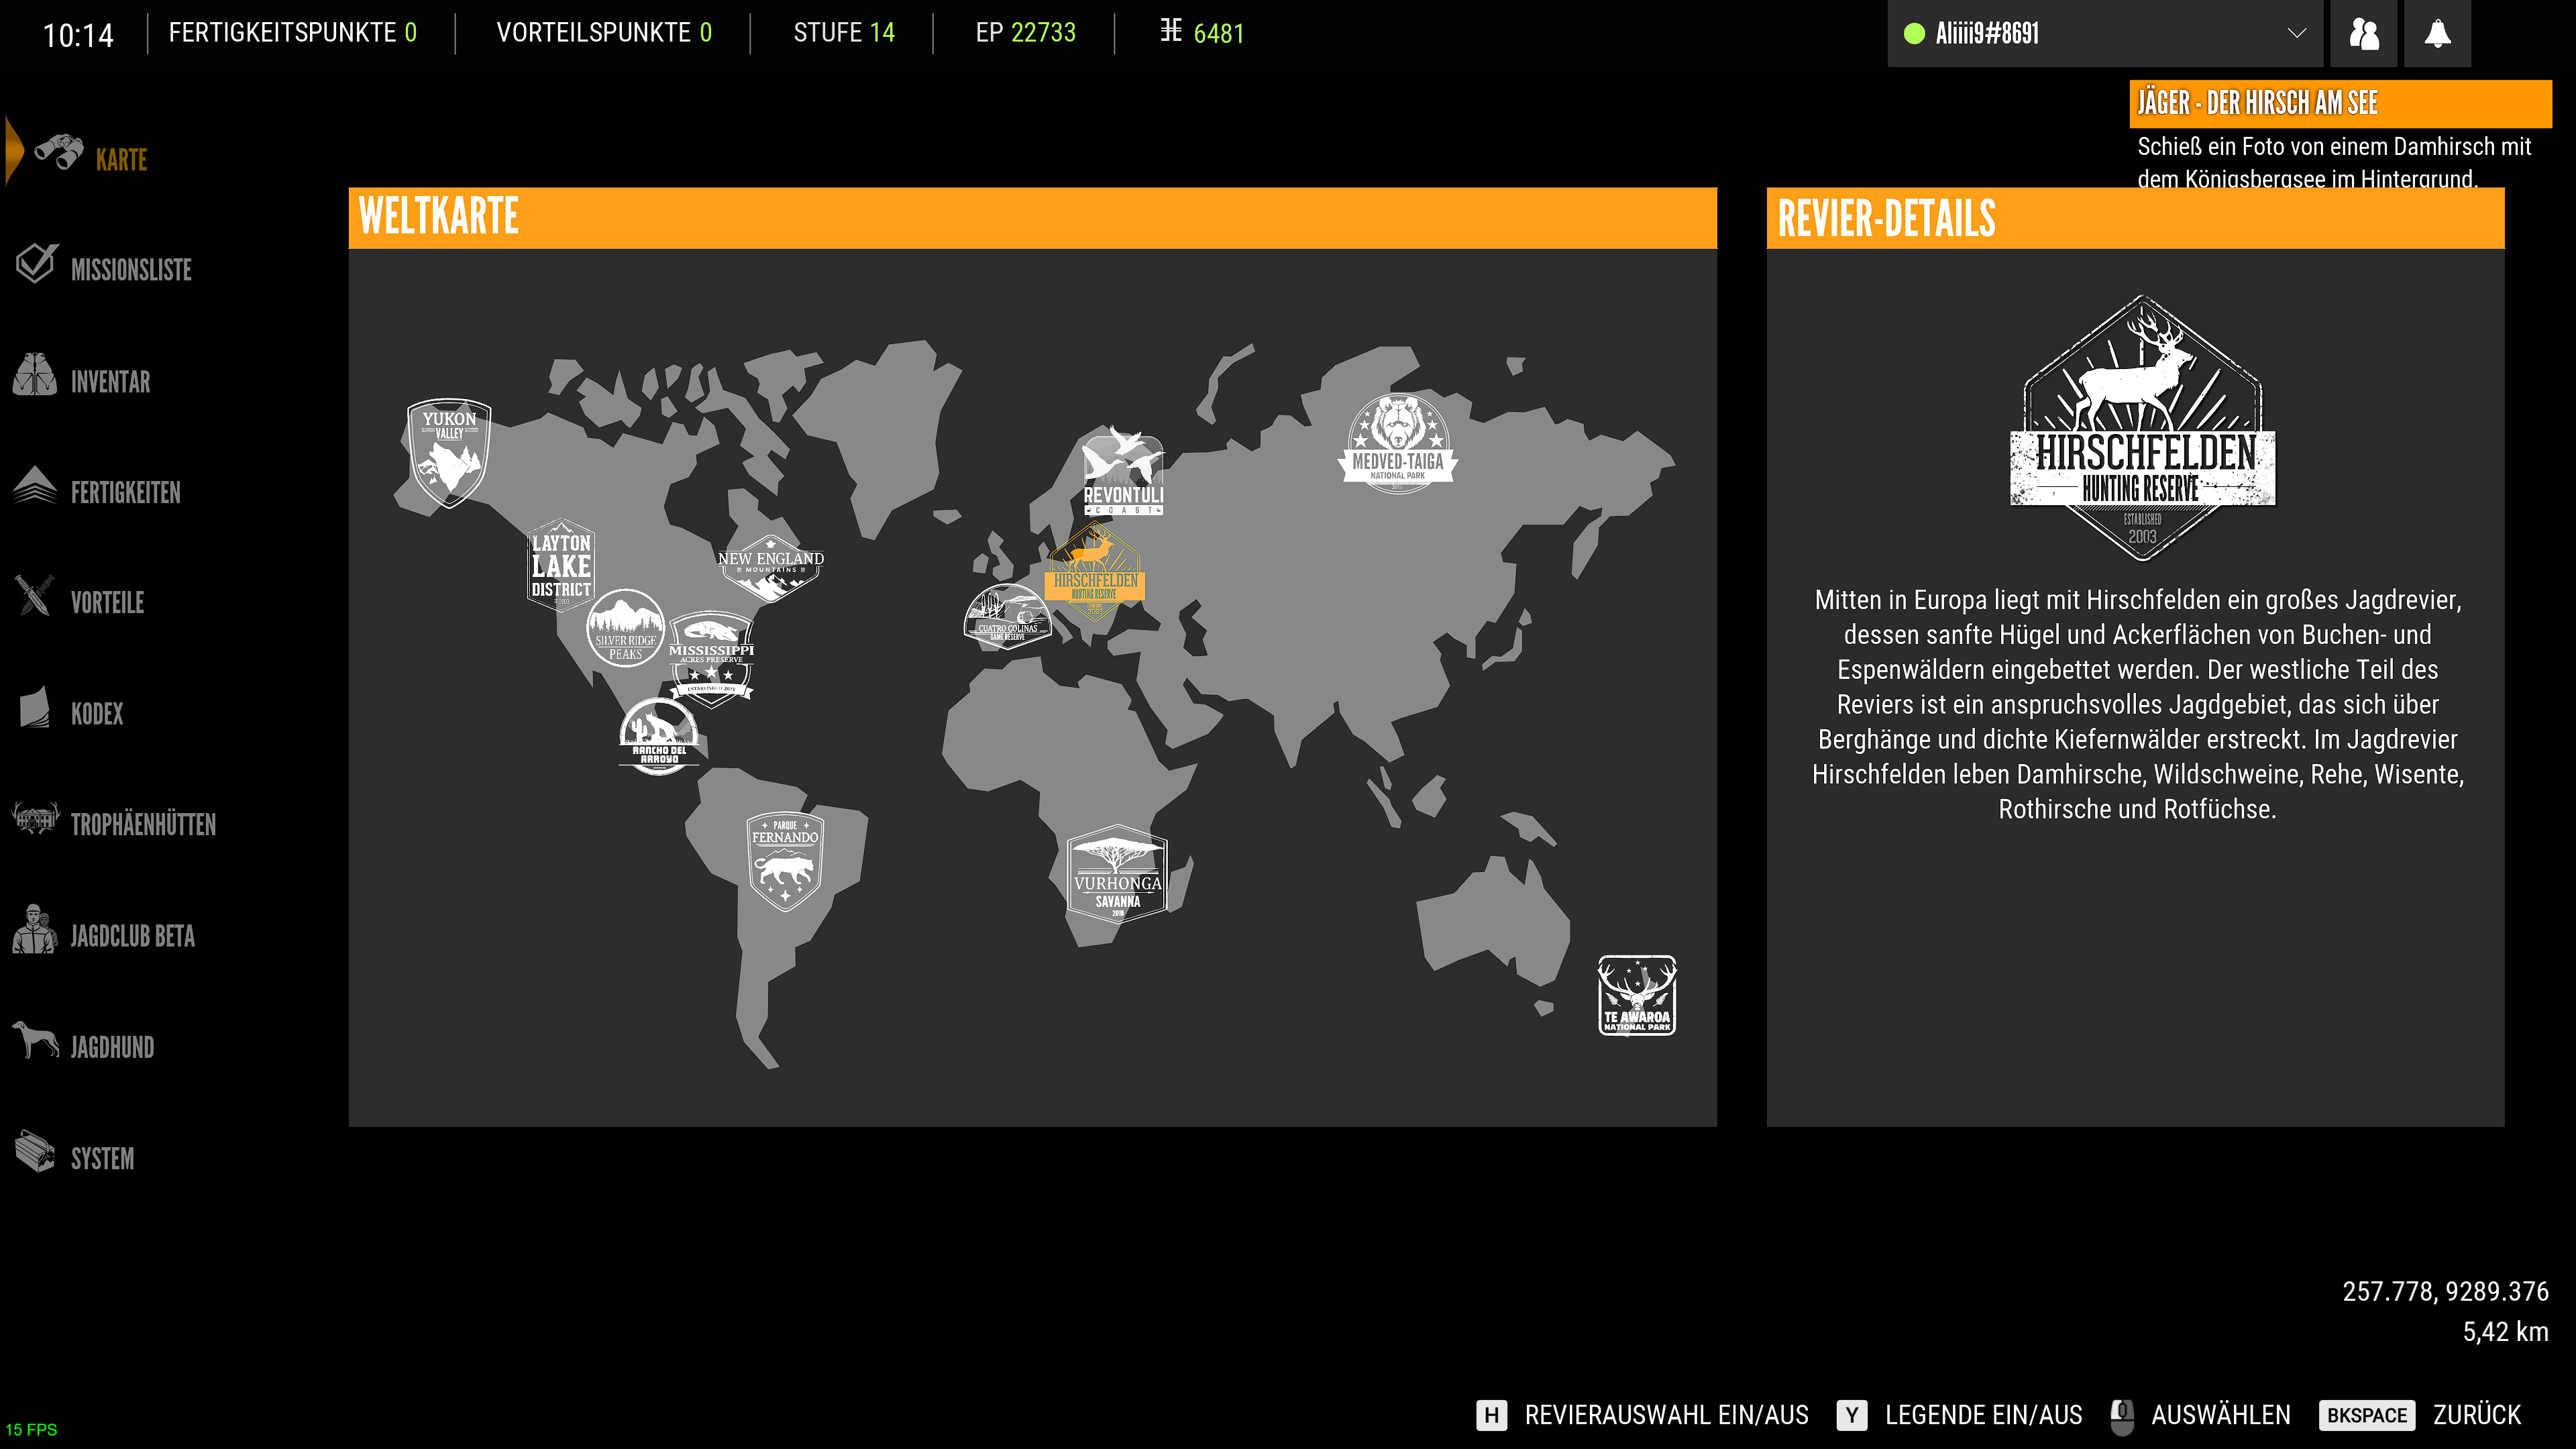 10:14
FERTIGKEITSPUNKTE 0
VORTEILSPUNKTE 0
STUFE 14
EP 22733
6481
Aliiii9#8691
JÄGER - DER HIRSCH AM SEE
Schieß ein Foto von einem Damhirsch mit
dem Königsbergsee im Hintergrund.
KARTE
MISSIONSLISTE
INVENTAR
FERTIGKEITEN
VORTEILE
KODEX
TROPHÄENHÜTTEN
JAGDCLUB BETA
JAGDHUND
SYSTEM
WELTKARTE
YUKON
VALLEY
LAYTON
LAKE
DISTRICT
SILVER RIDGE
PEAKS
NEW ENGLAND
MOUNTAINS
MISSISSIPPI
ACRES PRESERVE
RANCHO DEL
ARROYO
PARQUE
FERNANDO
REVONTULI
COAST
HIRSCHFELDEN
HUNTING RESERVE
2003
CUATRO COLINAS
GAME RESERVE
MEDVED-TAIGA
NATIONAL PARK
VURHONGA
SAVANNA
TE AWAROA
NATIONAL PARK
REVIER-DETAILS
HIRSCHFELDEN
HUNTING RESERVE
ESTABLISHED
2003
Mitten in Europa liegt mit Hirschfelden ein großes Jagdrevier,
dessen sanfte Hügel und Ackerflächen von Buchen- und
Espenwäldern eingebettet werden. Der westliche Teil des
Reviers ist ein anspruchsvolles Jagdgebiet, das sich über
Berghänge und dichte Kiefernwälder erstreckt. Im Jagdrevier
Hirschfelden leben Damhirsche, Wildschweine, Rehe, Wisente,
Rothirsche und Rotfüchse.
257.778, 9289.376
5,42 km
H REVIERAUSWAHL EIN/AUS
Y LEGENDE EIN/AUS
AUSWÄHLEN
BKSPACE ZURÜCK
15 FPS